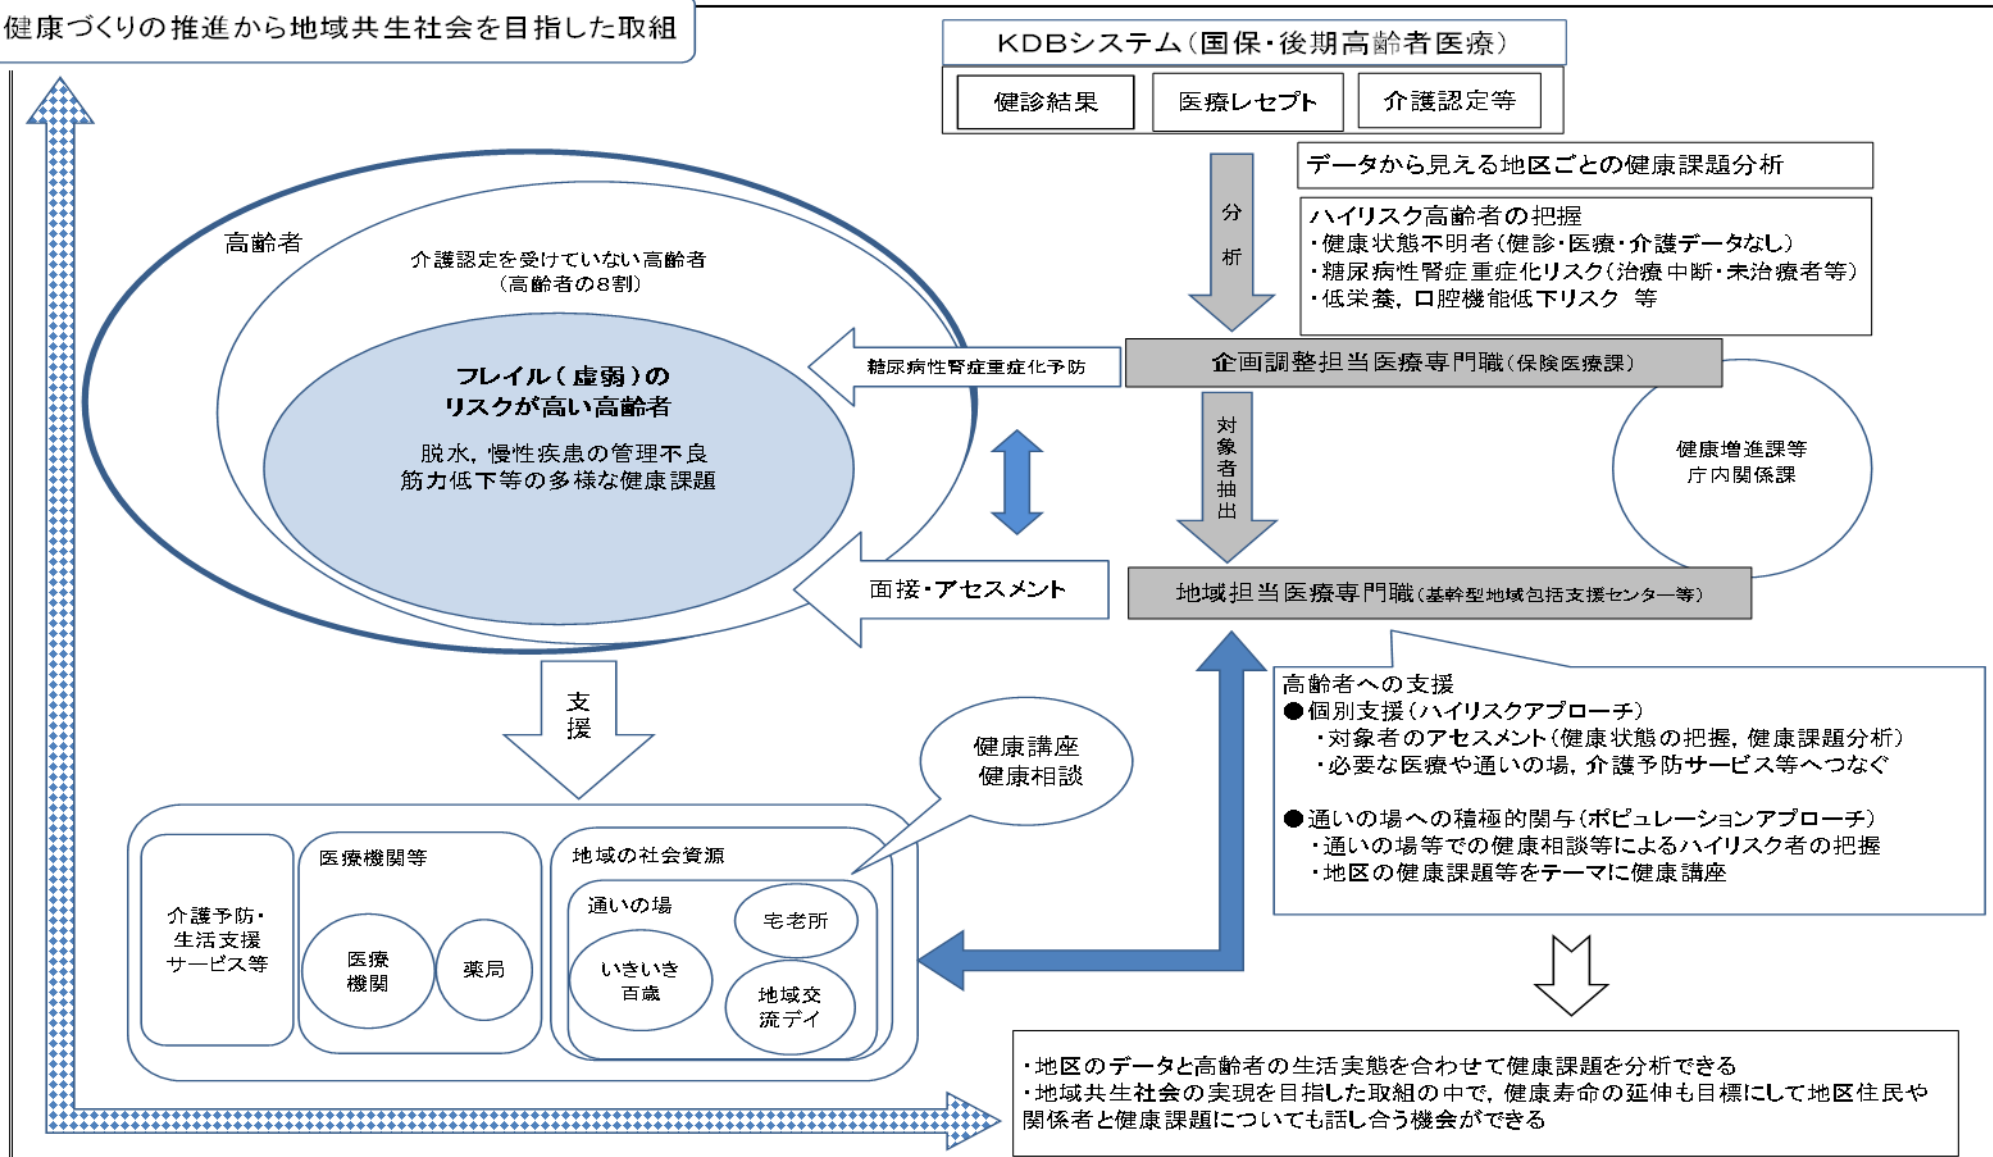 健康づくりの推進から地域共生社会を目指した取組
KDBシステム(国保・後期高齢者医療)
健診結果
医療レセプト
介護認定等
分析
データから見える地区ごとの健康課題分析
ハイリスク高齢者の把握
・健康状態不明者(健診・医療・介護データなし)
・糖尿病性腎症重症化リスク(治療中断・未治療者等)
・低栄養, 口腔機能低下リスク 等
高齢者
介護認定を受けていない高齢者
(高齢者の8割)
フレイル(虚弱)の
リスクが高い高齢者
脱水, 慢性疾患の管理不良
筋力低下等の多様な健康課題
糖尿病性腎症重症化予防
企画調整担当医療専門職(保険医療課)
対象者抽出
健康増進課等
庁内関係課
面接・アセスメント
地域担当医療専門職(基幹型地域包括支援センター等)
支援
健康講座
健康相談
高齢者への支援
●個別支援(ハイリスクアプローチ)
・対象者のアセスメント(健康状態の把握, 健康課題分析)
・必要な医療や通いの場, 介護予防サービス等へつなぐ
●通いの場への積極的関与(ポピュレーションアプローチ)
・通いの場等での健康相談等によるハイリスク者の把握
・地区の健康課題等をテーマに健康講座
介護予防・
生活支援
サービス等
医療機関等
医療
機関
薬局
地域の社会資源
通いの場
宅老所
いきいき
百歳
地域交
流デイ
・地区のデータと高齢者の生活実態を合わせて健康課題を分析できる
・地域共生社会の実現を目指した取組の中で, 健康寿命の延伸も目標にして地区住民や
関係者と健康課題についても話し合う機会ができる